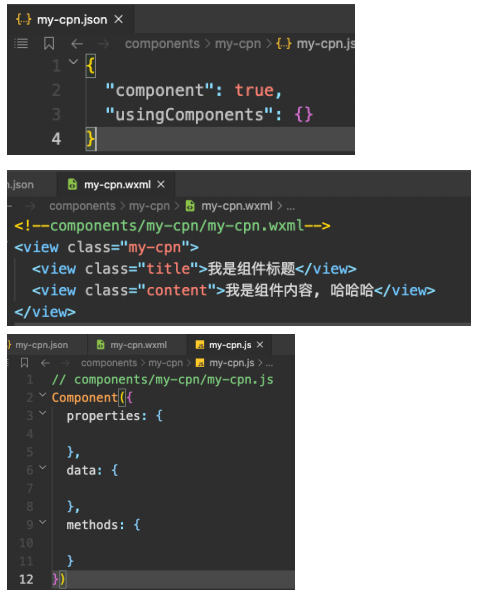 {..} my-cpn.json ×
components > my-cpn > {..} my-cpn.js
1 {
2 "component": true,
3 "usingComponents": {}
4 }
n.json my-cpn.wxml ×
components > my-cpn > my-cpn.wxml > ...
<!--components/my-cpn/my-cpn.wxml-->
<view class="my-cpn">
<view class="title">我是组件标题</view>
<view class="content">我是组件内容, 哈哈哈</view>
</view>
} my-cpn.json my-cpn.wxml JS my-cpn.js ×
components > my-cpn > JS my-cpn.js > ...
1 // components/my-cpn/my-cpn.js
2 Component({
3 properties: {
4
5 },
6 data: {
7
8 },
9 methods: {
10
11 }
12 })